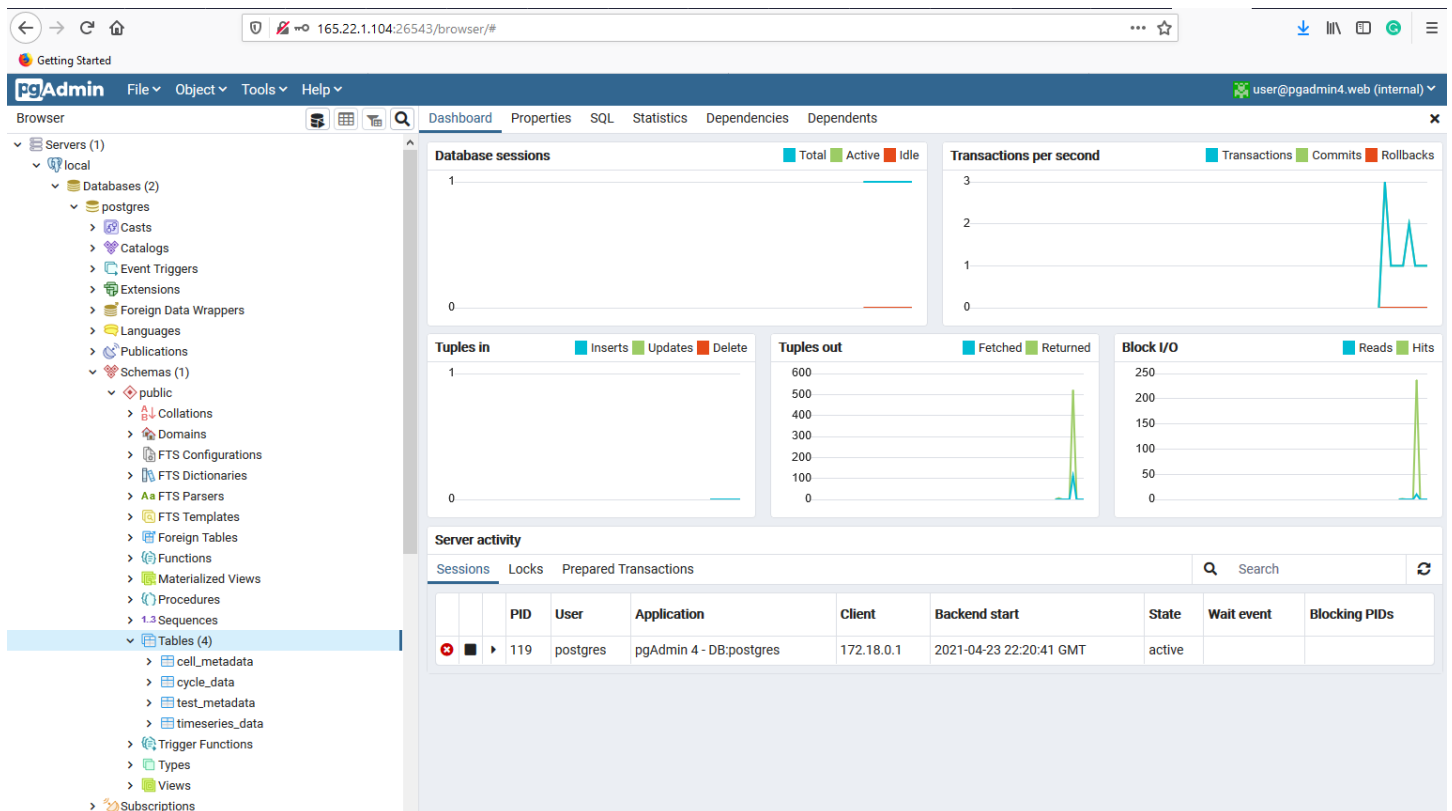 165.22.1.104:26543/browser/#
Getting Started
pgAdmin File Object Tools Help user@pgadmin4.web (internal)
Browser
Servers (1)
local
Databases (2)
postgres
Casts
Catalogs
Event Triggers
Extensions
Foreign Data Wrappers
Languages
Publications
Schemas (1)
public
Collations
Domains
FTS Configurations
FTS Dictionaries
Aa FTS Parsers
FTS Templates
Foreign Tables
Functions
Materialized Views
Procedures
1..3 Sequences
Tables (4)
cell_metadata
cycle_data
test_metadata
timeseries_data
Trigger Functions
Types
Views
Subscriptions
Dashboard Properties SQL Statistics Dependencies Dependents
Database sessions Total Active Idle
1
0
Transactions per second Transactions Commits Rollbacks
3
2
1
0
Tuples in Inserts Updates Delete
1
0
Tuples out Fetched Returned
600
500
400
300
200
100
0
Block I/O Reads Hits
250
200
150
100
50
0
Server activity
Sessions Locks Prepared Transactions Search
PID User Application Client Backend start State Wait event Blocking PIDs
119 postgres pgAdmin 4 - DB:postgres 172.18.0.1 2021-04-23 22:20:41 GMT active